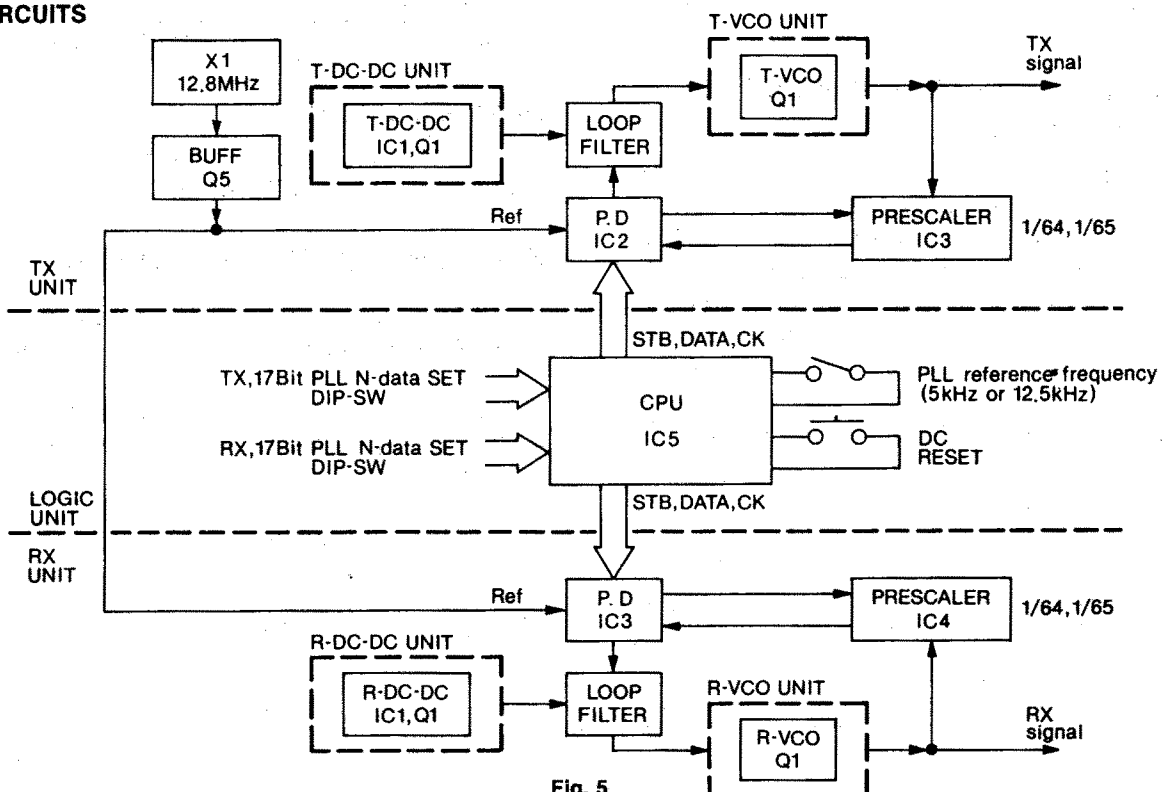 RCUITS
X1
12.8MHz
BUFF
Q5
T-DC-DC UNIT
T-DC-DC
IC1,Q1
LOOP
FILTER
T-VCO UNIT
T-VCO
Q1
TX
signal
Ref
P.D
IC2
PRESCALER
IC3
1/64,1/65
TX
UNIT
STB,DATA,CK
TX,17Bit PLL N-data SET
DIP-SW
RX,17Bit PLL N-data SET
DIP-SW
CPU
IC5
PLL reference frequency
(5kHz or 12.5kHz)
DC
RESET
LOGIC
UNIT
STB,DATA,CK
RX
UNIT
Ref
P.D
IC3
PRESCALER
IC4
1/64,1/65
R-DC-DC UNIT
R-DC-DC
IC1,Q1
LOOP
FILTER
R-VCO UNIT
R-VCO
Q1
RX
signal
Fig. 5